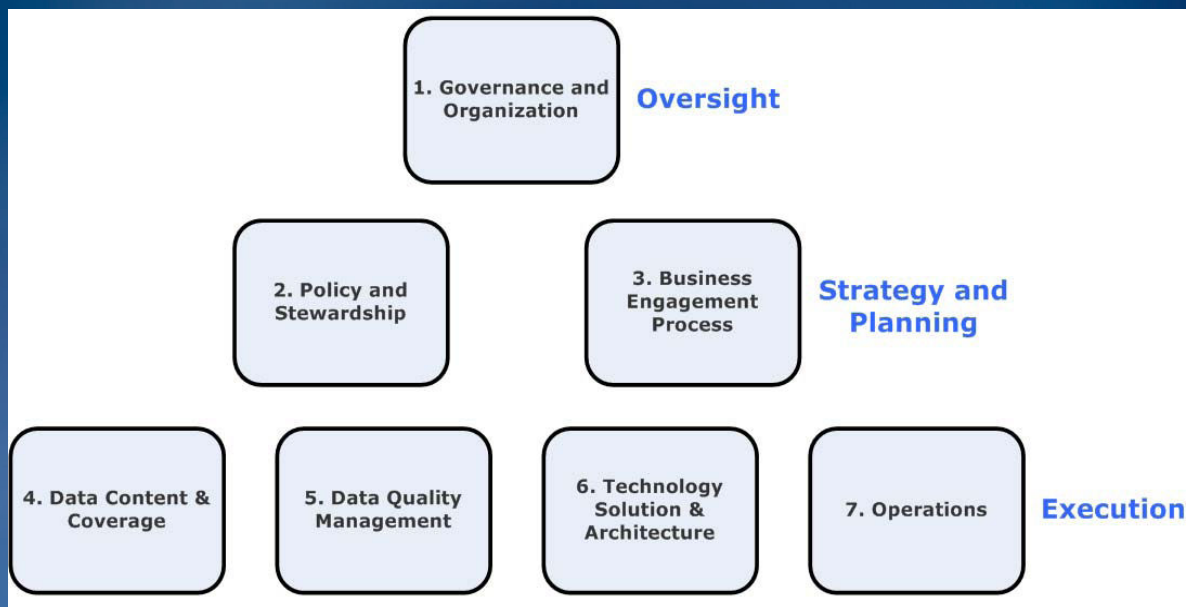 1. Governance and
Organization
Oversight
2. Policy and
Stewardship
3. Business
Engagement
Process
Strategy and
Planning
4. Data Content &
Coverage
5. Data Quality
Management
6. Technology
Solution &
Architecture
7. Operations
Execution